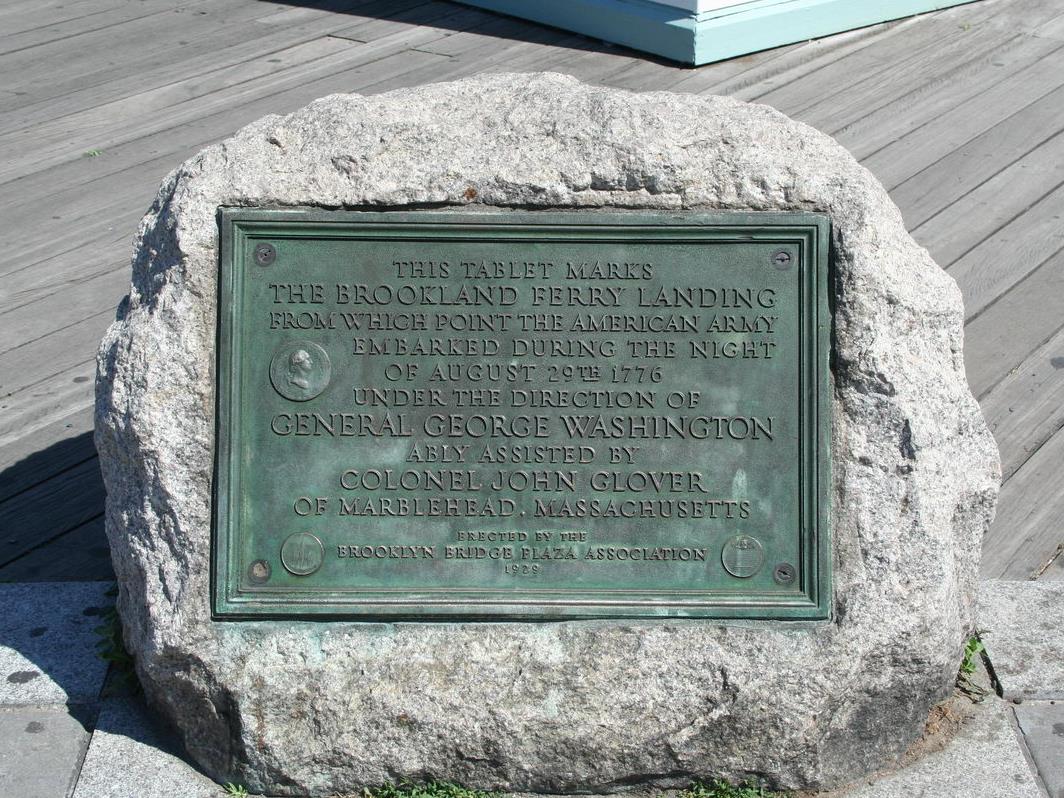 THIS TABLET MARKS
THE BROOKLAND FERRY LANDING
FROM WHICH POINT THE AMERICAN ARMY
EMBARKED DURING THE NIGHT
OF AUGUST 29TH 1776
UNDER THE DIRECTION OF
GENERAL GEORGE WASHINGTON
ABLY ASSISTED BY
COLONEL JOHN GLOVER
OF MARBLEHEAD, MASSACHUSETTS
ERECTED BY THE
BROOKLYN BRIDGE PLAZA ASSOCIATION
1929